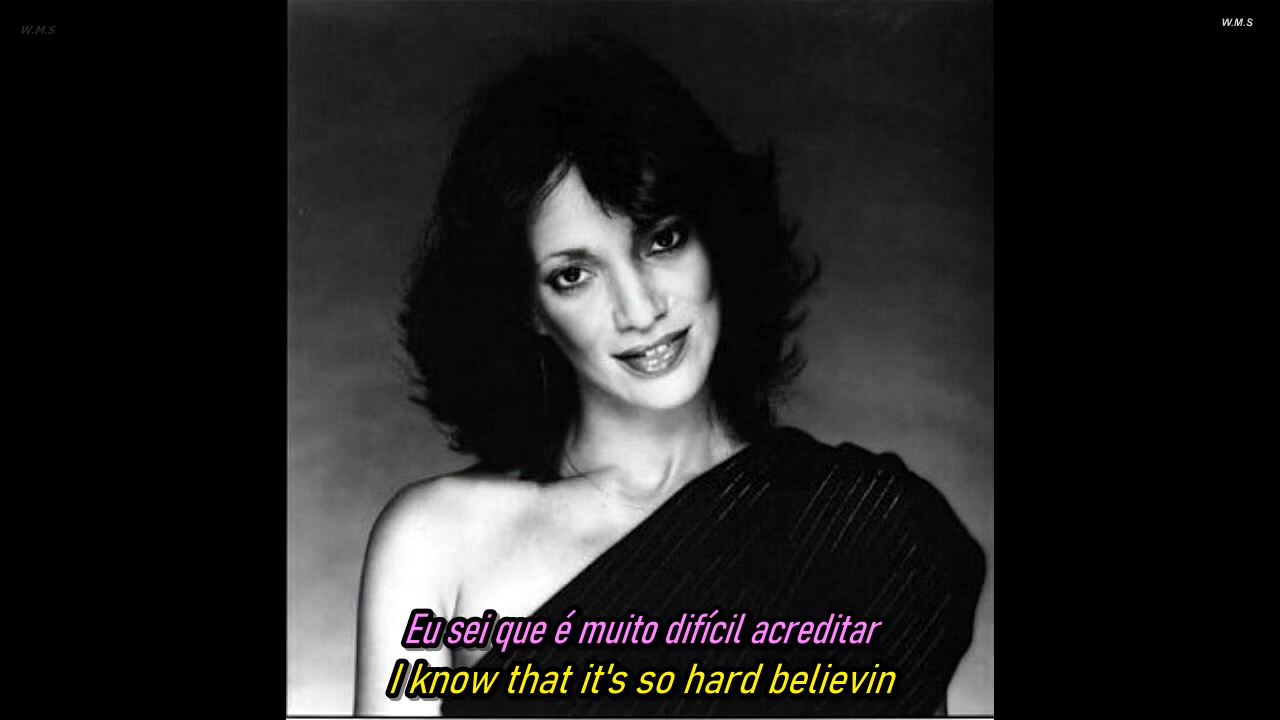 W.M.S
W.M.S
Eu sei que é muito difícil acreditar
I know that it's so hard believin